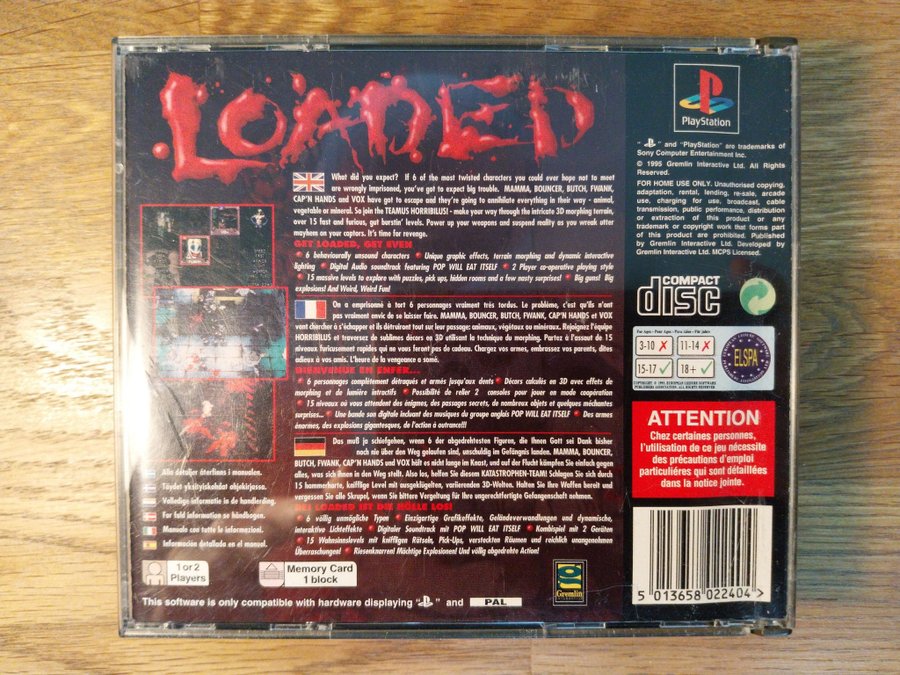 LOADED
What did you expect? If 6 of the most twisted characters you could ever hope not to meet
are wrongly imprisoned, you've got to expect big trouble. MAMMA, BOUNCER, BUTCH, FWANK,
CAP'N HANDS and VOX have got to escape and they're going to annihilate everything in their way - animal,
vegetable or mineral. So join the TEAMUS HORRIBILUS! - make your way through the intricate 3D morphing terrain,
over 15 fast and furious, gut burstin' levels. Power up your weapons and suspend reality as you wreak utter
mayhem on your captors. It's time for revenge.
GET LOADED, GET EVEN
6 behaviourally unsound characters Unique graphic effects, terrain morphing and dynamic interactive
lighting Digital Audio soundtrack featuring POP WILL EAT ITSELF 2 Player co-operative playing style
15 massive levels to explore with puzzles, pick ups, hidden rooms and a few nasty surprises! Big guns! Big
explosions! And Weird, Weird Fun!
On a emprisonné à tort 6 personnages vraiment très tordus. Le problème, c'est qu'ils n'ont
pas vraiment envie de se laisser faire. MAMMA, BOUNCER, BUTCH, FWANK, CAP'N HANDS et VOX
vont chercher à s'échapper et ils détruiront tout sur leur passage: animaux, végétaux ou minéraux. Rejoignez l'équipe
HORRIBILUS et traversez de sublimes décors en 3D utilisant la technique du morphing. Partez à l'assaut de 15
niveaux furicusement rapides qui ne vous feront pas de cadeau. Chargez vos armes, embrassez vos parents, dites
adieux à vos amis. L'heure de la vengeance a somé.
BIENVENUE EN ENFER...
6 personnages complètement détraqués et armés jusqu'aux dents Décors calculés en 3D avec effets de
morphing et de lumière intractifs Possibilité de relier 2 consoles pour jouer en mode coopération
15 niveaux où vous attendent des énigmes, des passages secrets, de nombreux objets et quelques méchantes
surprises... Une bande son digitale incluant des musiques du groupe anglais POP WILL EAT ITSELF Des armes
énormes, des explosions gigantesques, de l'action à outrance!!!
Das muß ja schiefgehen, wenn 6 der abgedrehtesten Figuren, die Ihnen Gott sei Dank bisher
noch nie über den Weg gelaufen sind, unschuldig im Gefängnis landen. MAMMA, BOUNCER,
BUTCH, FWANK, CAP'N HANDS und VOX hält es nicht lange im Knast, und auf der Flucht kämpfen Sie einfach gegen
alles, was sich ihnen in den Weg stellt. Also los, helfen Sie diesem KATASTROPHEN-TEAM! Schlagen Sie sich durch
15 hammerharte, knifflige Level mit ausgeklügelten, variierenden 3D-Welten. Halten Sie Ihre Waffen bereit und
vergessen Sie alle Skrupel, wenn Sie bittere Vergeltung für Ihre ungerechtfertigte Gefangenschaft nehmen.
BEI LOADED IST DIE HÖLLE LOS!
6 völlig unmögliche Typen Einzigartige Grafikeffekte, Geländeverwandlungen und dynamische,
interaktive Lichteffekte Digitaler Soundtrack mit POP WILL EAT ITSELF Kombispiel mit 2 Geräten
15 Wahnsinnslevels mit kniffligen Rätseln, Pick-Ups, versteckten Räumen und reichlich unangenehmen
Überraschungen! Riesenknarren! Mächtige Explosionen! Und völlig abgedrehte Action!
Alla detaljer återfinns i manualen.
Täydet yksityiskohdat ohjekirjassa.
Volledige informatie in de handleiding.
For fuld information se håndbogen.
Manuale con tutte le informazioni.
Información detallada en el manual.
1 or 2
Players
Memory Card
1 block
Gremlin
INTERACTIVE
This software is only compatible with hardware displaying " " and PAL
PlayStation
" " and "PlayStation" are trademarks of
Sony Computer Entertainment Inc.
© 1995 Gremlin Interactive Ltd. All Rights
Reserved.
FOR HOME USE ONLY. Unauthorised copying,
adaptation, rental, lending, re-sale, arcade
use, charging for use, broadcast, cable
transmission, public performance, distribution
or extraction of this product or any
trademark or copyright work that forms part
of this product are prohibited. Published
by Gremlin Interactive Ltd. Developed by
Gremlin Interactive Ltd. MCPS Licensed.
COMPACT
disc
3-10
11-14
15-17
18+
ELSPA
COPYRIGHT © 1995 EUROPEAN LEISURE SOFTWARE
PUBLISHERS ASSOCIATION. ALL RIGHTS RESERVED.
ATTENTION
Chez certaines personnes,
l'utilisation de ce jeu nécessite
des précautions d'emploi
particulières qui sont détaillées
dans la notice jointe.
5 013658 022404 >